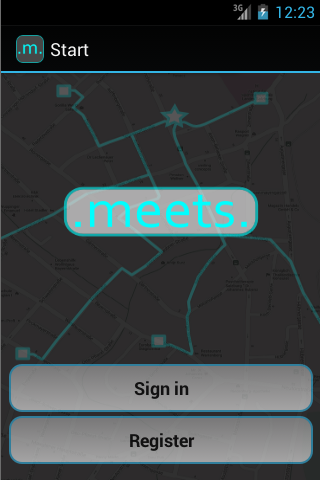 3G 12:23
.m. Start
.meets.
Sign in
Register